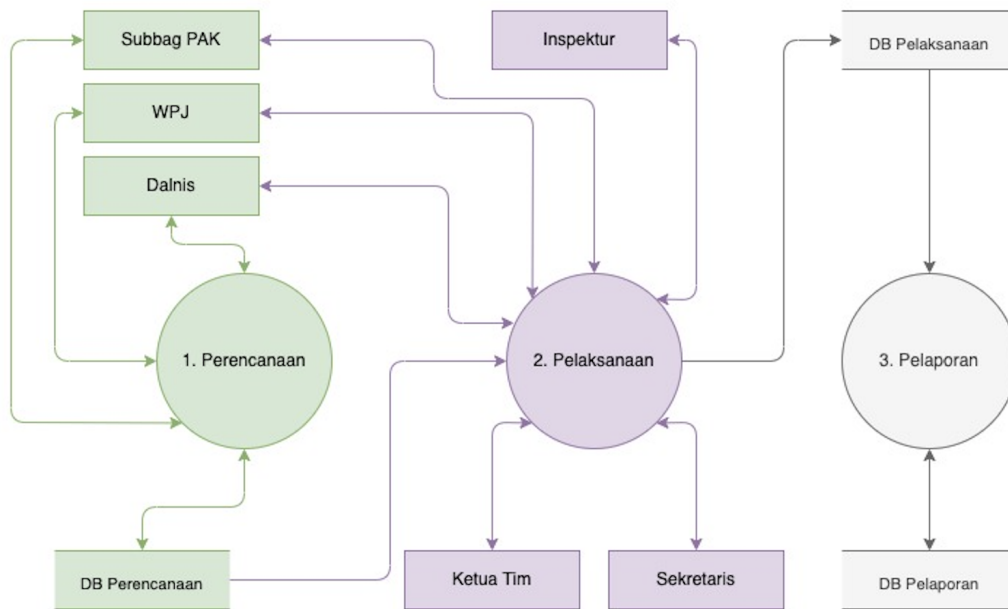 Subbag PAK
Inspektur
DB Pelaksanaan
WPJ
Dalnis
1. Perencanaan
2. Pelaksanaan
3. Pelaporan
DB Perencanaan
Ketua Tim
Sekretaris
DB Pelaporan